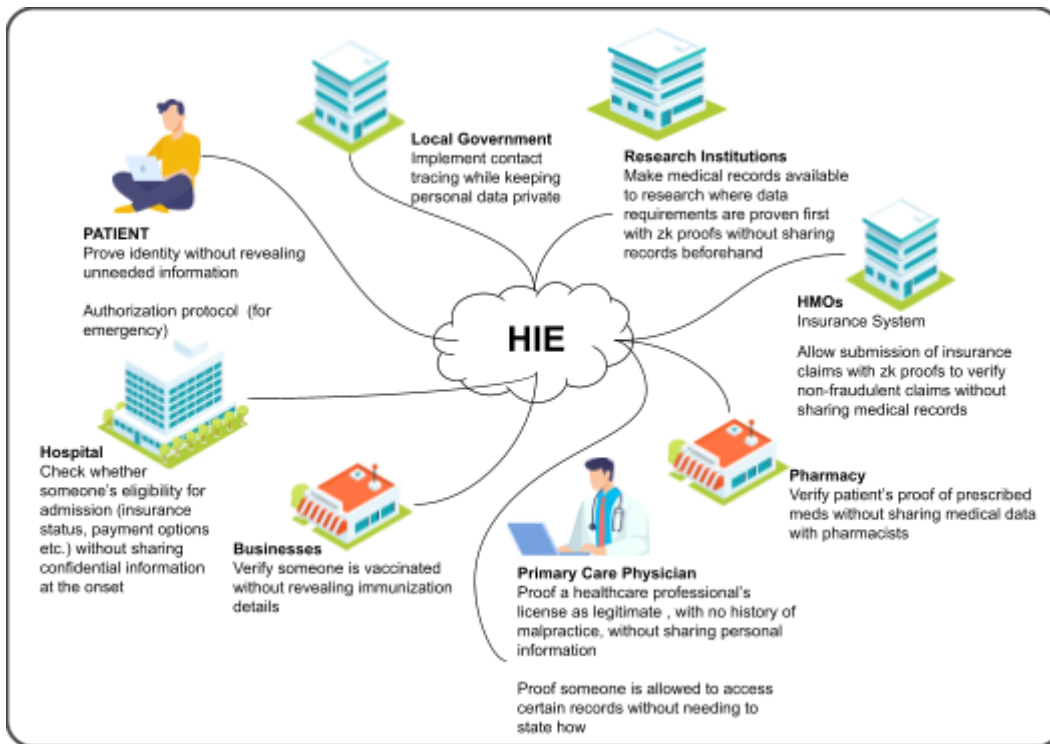 Local Government
Implement contact
tracing while keeping
personal data private
Research Institutions
Make medical records available
to research where data
requirements are proven first
with zk proofs without sharing
records beforehand
PATIENT
Prove identity without revealing
unneeded information
Authorization protocol (for
emergency)
HIE
HMOs
Insurance System
Allow submission of insurance
claims with zk proofs to verify
non-fraudulent claims without
sharing medical records
Hospital
Check whether
someone's eligibility for
admission (insurance
status, payment options
etc.) without sharing
confidential information
at the onset
Businesses
Verify someone is vaccinated
without revealing immunization
details
Primary Care Physician
Proof a healthcare professional's
license as legitimate , with no history of
malpractice, without sharing personal
information
Proof someone is allowed to access
certain records without needing to
state how
Pharmacy
Verify patient's proof of prescribed
meds without sharing medical data
with pharmacists